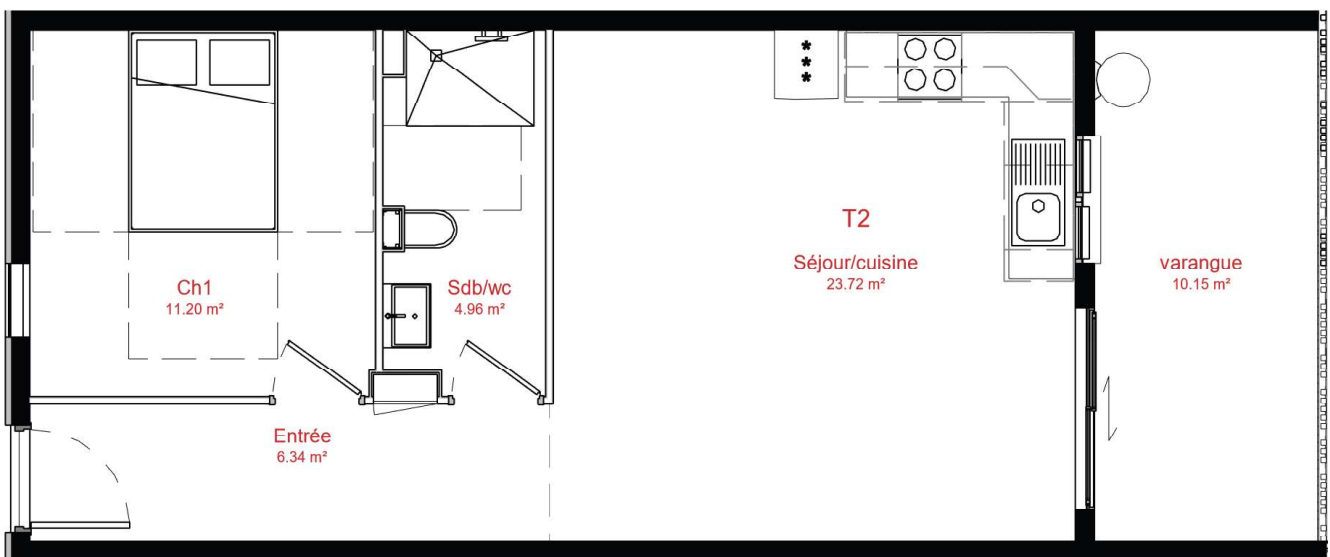 T2
Séjour/cuisine
23.72 m²
varangue
10.15 m²
Ch1
11.20 m²
Sdb/wc
4.96 m²
Entrée
6.34 m²